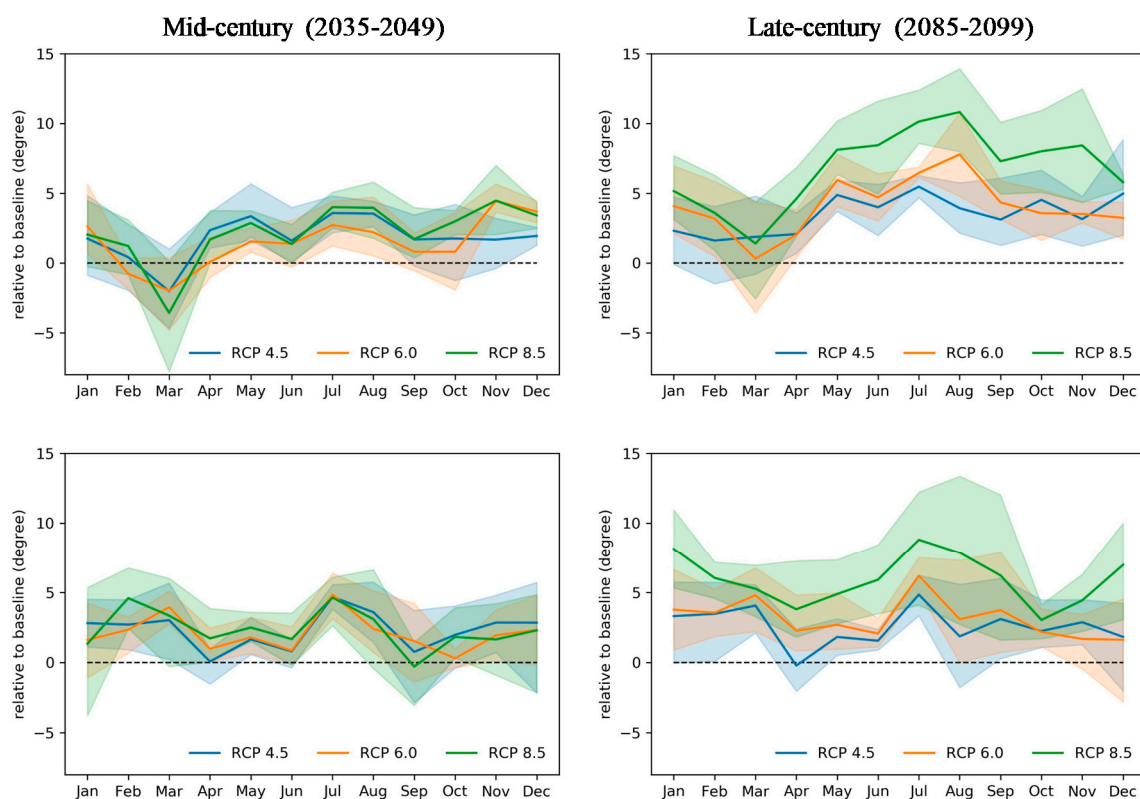 Mid-century (2035-2049)
Late-century (2085-2099)
relative to baseline (degree)
15
10
5
0
−5
RCP 4.5
RCP 6.0
RCP 8.5
Jan Feb Mar Apr May Jun Jul Aug Sep Oct Nov Dec
relative to baseline (degree)
15
10
5
0
−5
RCP 4.5
RCP 6.0
RCP 8.5
Jan Feb Mar Apr May Jun Jul Aug Sep Oct Nov Dec
relative to baseline (degree)
15
10
5
0
−5
RCP 4.5
RCP 6.0
RCP 8.5
Jan Feb Mar Apr May Jun Jul Aug Sep Oct Nov Dec
relative to baseline (degree)
15
10
5
0
−5
RCP 4.5
RCP 6.0
RCP 8.5
Jan Feb Mar Apr May Jun Jul Aug Sep Oct Nov Dec